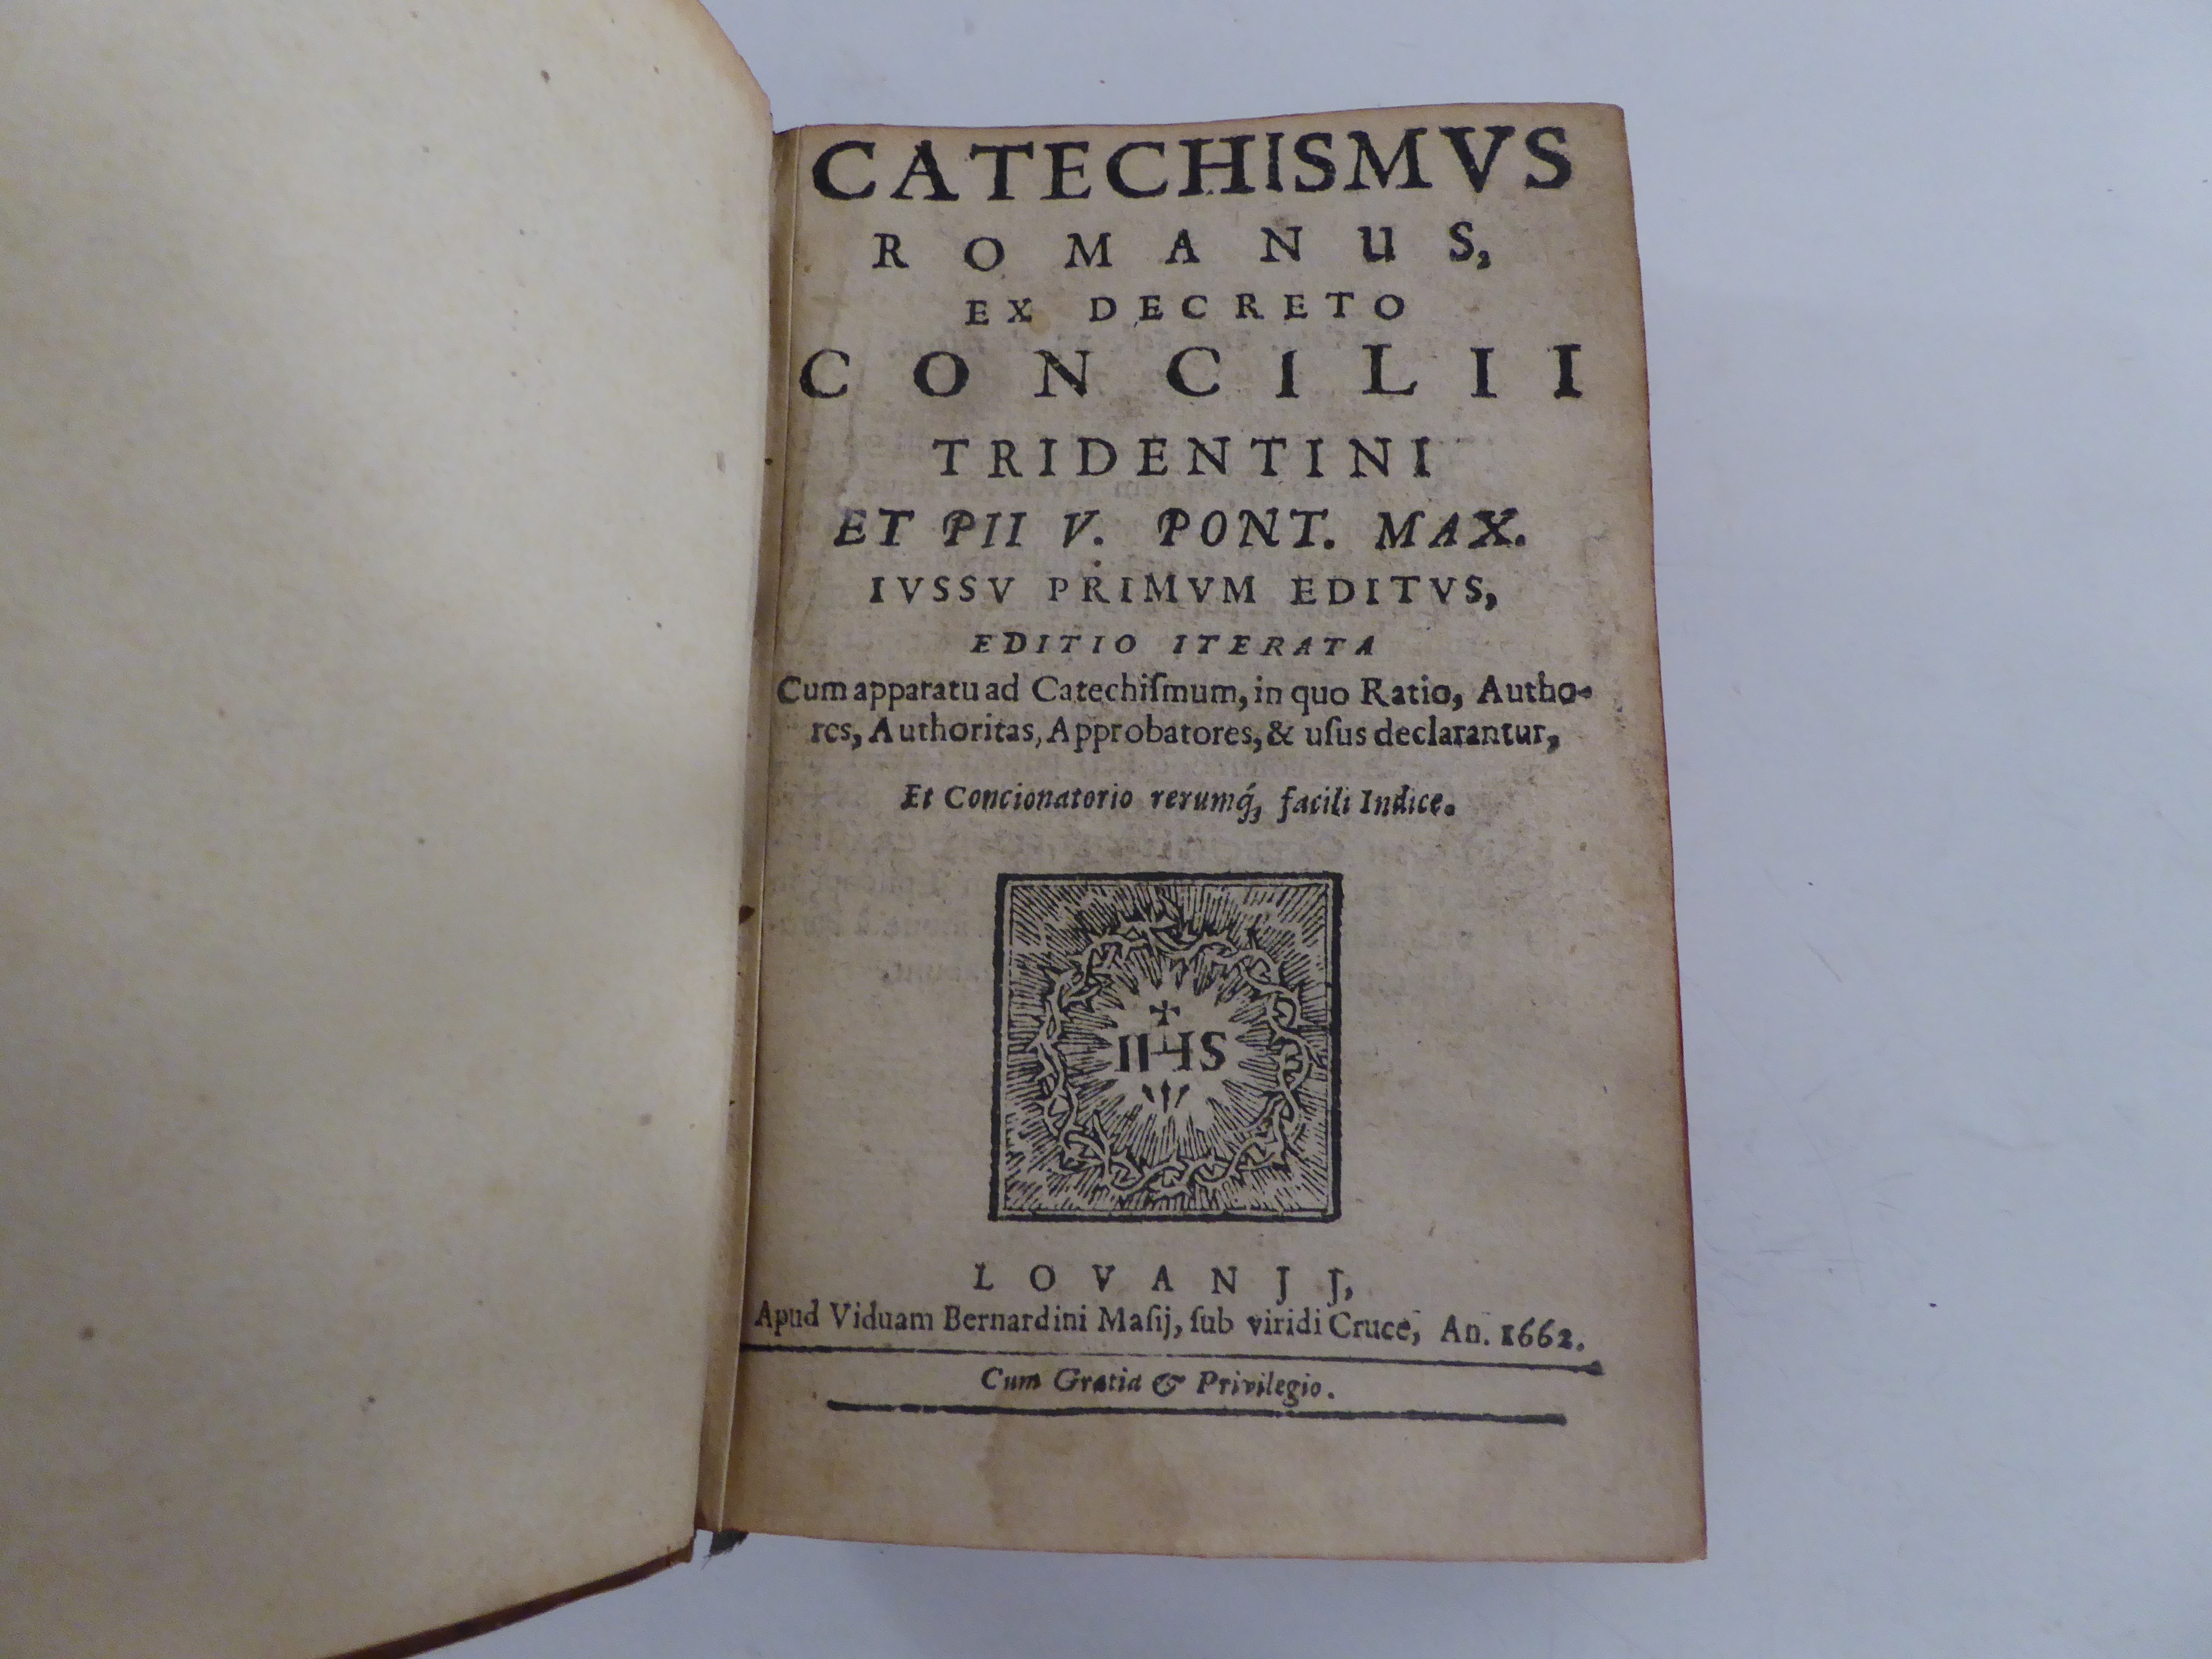 CATECHISMVS
ROMANUS,
EX DECRETO
CONCILII
TRIDENTINI
ET PII V. PONT. MAX.
IVSSV PRIMVM EDITVS,
EDITIO ITERATA
Cum apparatu ad Catechiſmum, in quo Ratio, Autho-
res, Authoritas, Approbatores, & uſus declarantur,
Et Concionatorio rerumq́; facili Indice.
IHS
LOVANJJ,
Apud Viduam Bernardini Maſij, ſub viridi Cruce, An. 1662.
Cum Gratia & Privilegio.